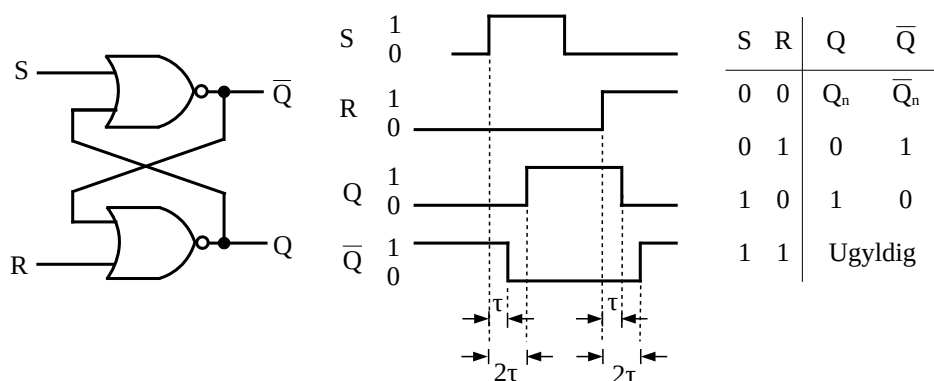 S
R
Q̅
Q
S 1
0
R 1
0
Q 1
0
Q̅ 1
0
τ τ
2τ 2τ
S R Q Q̅
0 0 Qₙ Q̅ₙ
0 1 0 1
1 0 1 0
1 1 Ugyldig